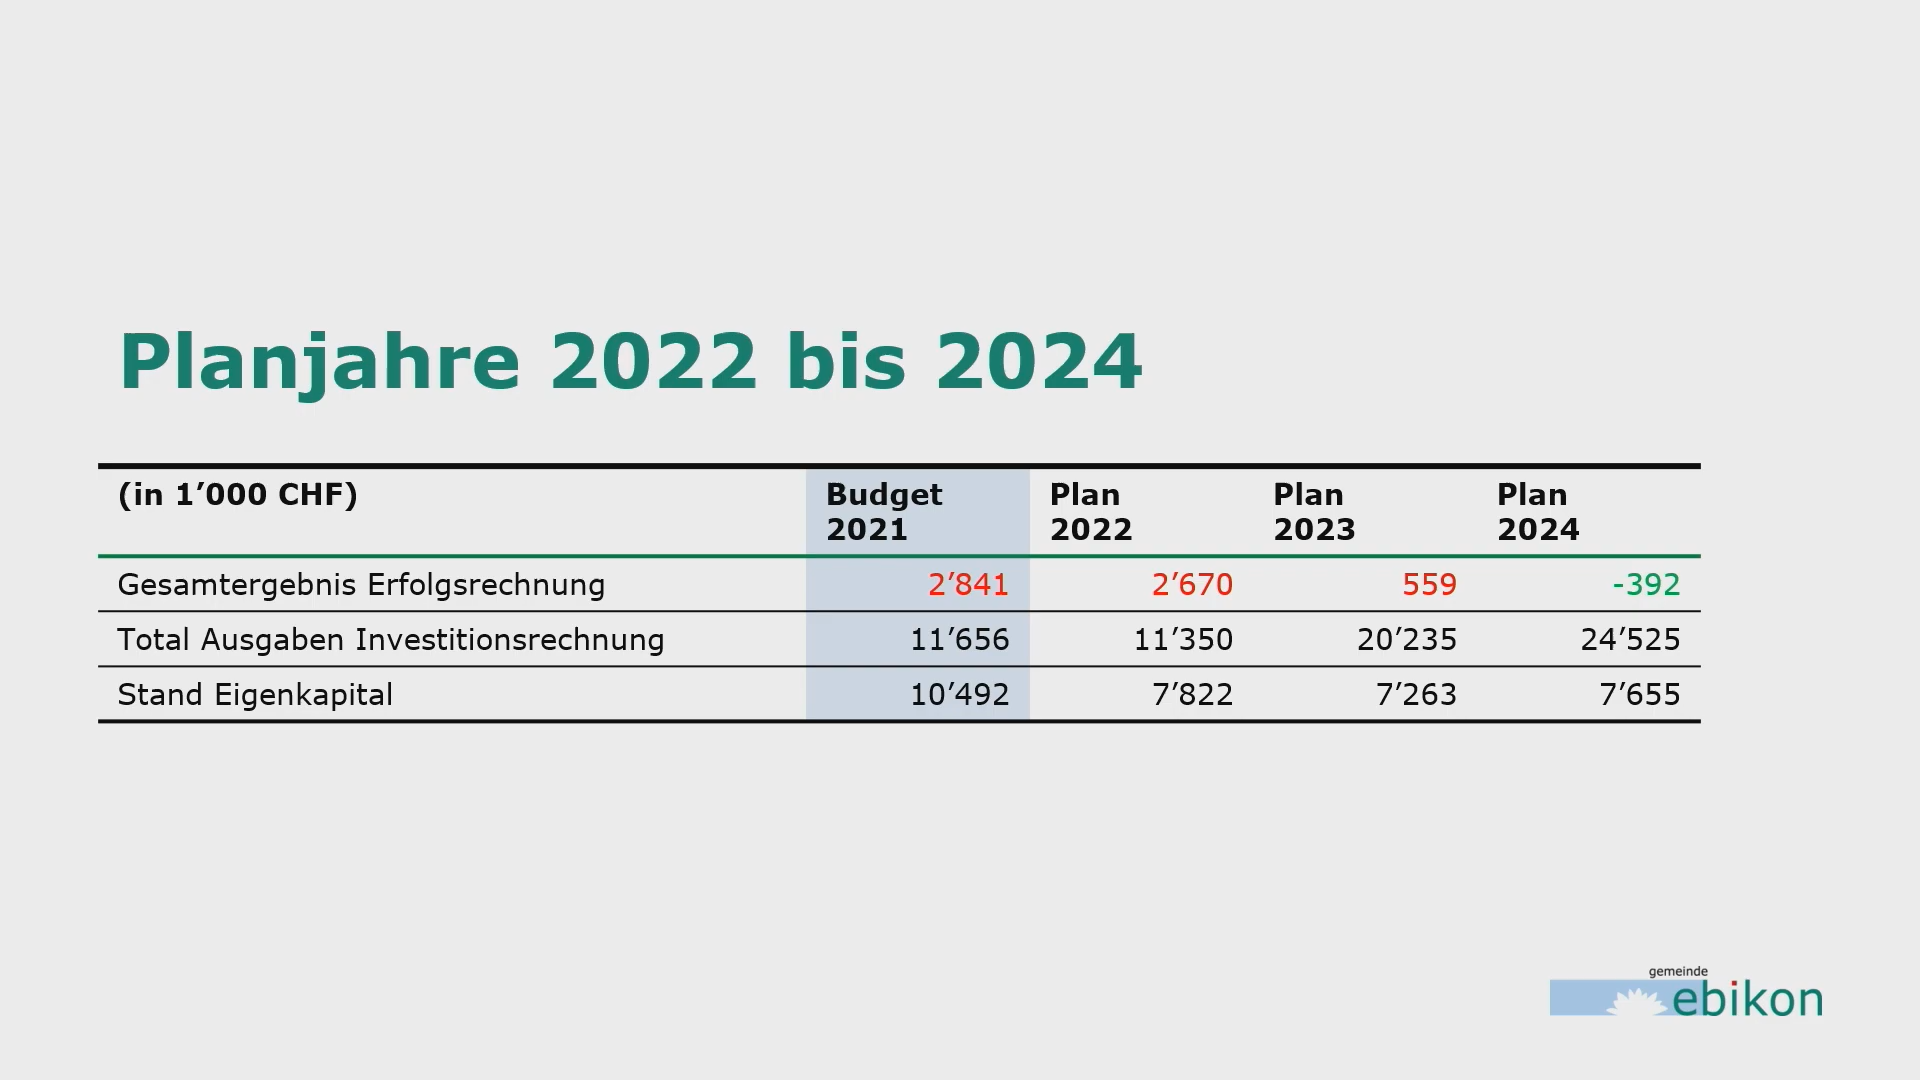 Planjahre 2022 bis 2024
(in 1’000 CHF) Budget 2021 Plan 2022 Plan 2023 Plan 2024
Gesamtergebnis Erfolgsrechnung 2’841 2’670 559 -392
Total Ausgaben Investitionsrechnung 11’656 11’350 20’235 24’525
Stand Eigenkapital 10’492 7’822 7’263 7’655
gemeinde
ebikon